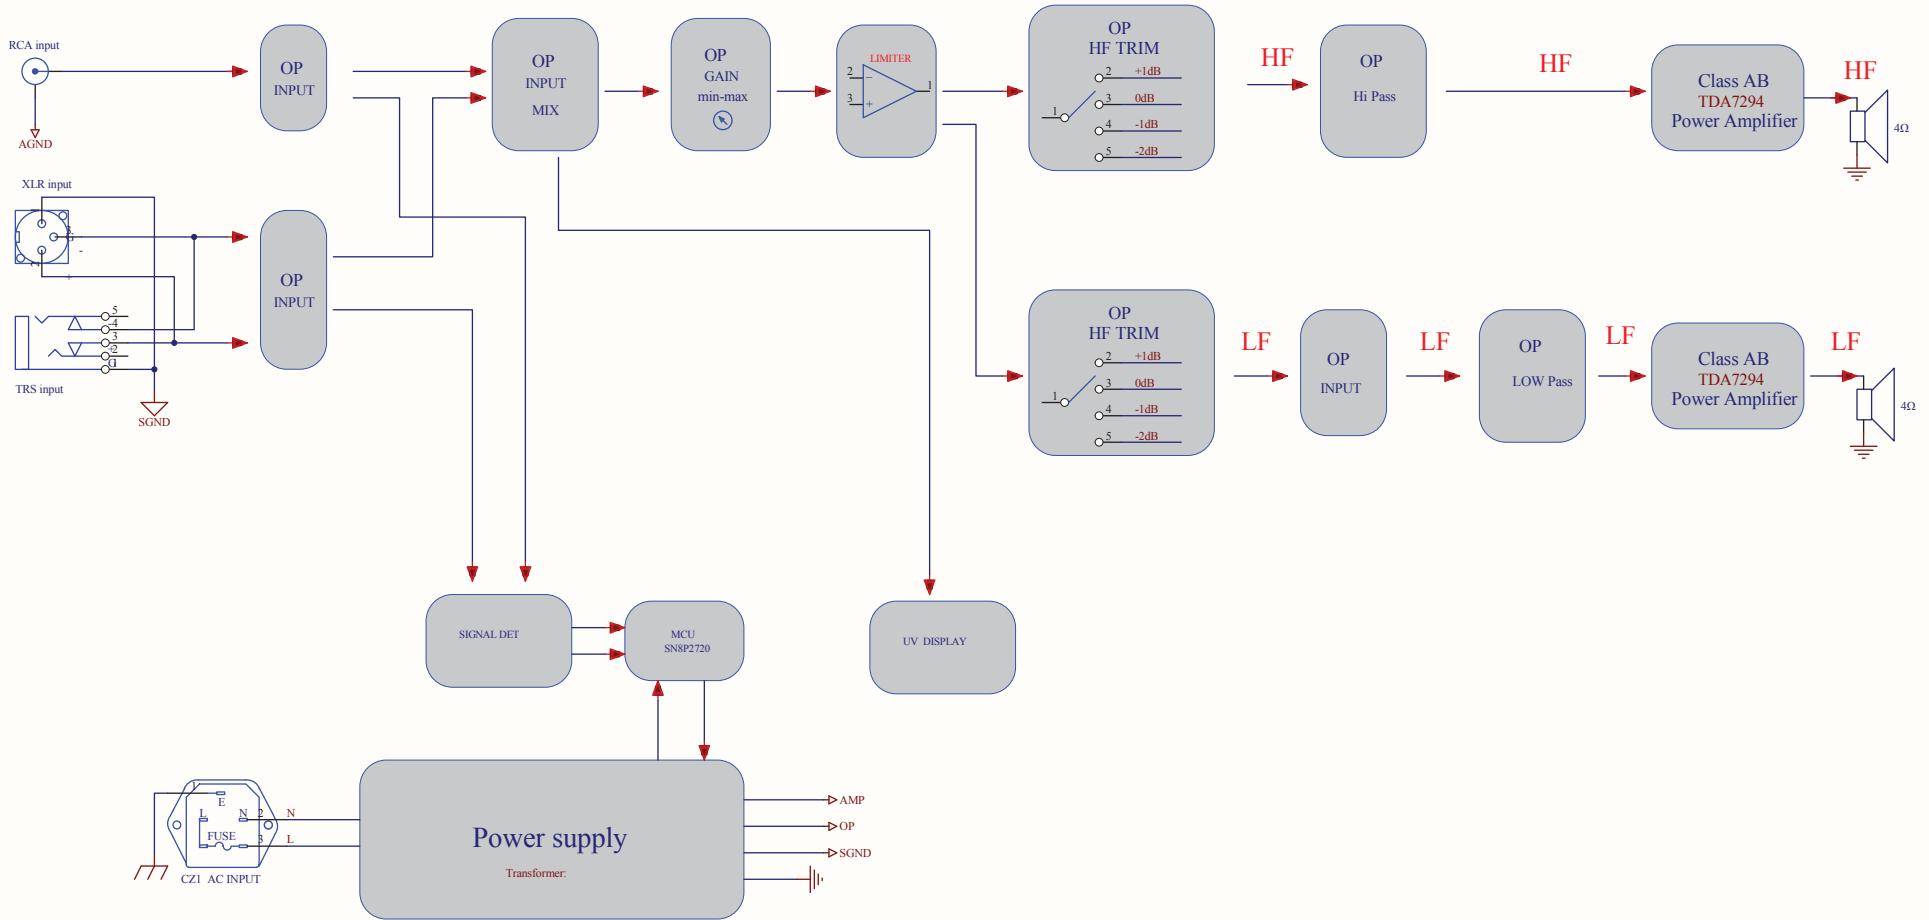 RCA input
AGND
OP
INPUT
OP
INPUT
MIX
OP
GAIN
min-max
LIMITER
2
3
1
OP
HF TRIM
1
2 +1dB
3 0dB
4 -1dB
5 -2dB
HF
OP
Hi Pass
HF
Class AB
TDA7294
Power Amplifier
HF
4Ω
XLR input
-
+
OP
INPUT
5
4
3
2
TRS input
SGND
OP
HF TRIM
1
2 +1dB
3 0dB
4 -1dB
5 -2dB
LF
OP
INPUT
LF
OP
LOW Pass
LF
Class AB
TDA7294
Power Amplifier
LF
4Ω
SIGNAL DET
MCU
SN8P2720
UV DISPLAY
1
E
L N 2 N
FUSE 3 L
CZ1 AC INPUT
Power supply
Transformer:
AMP
OP
SGND